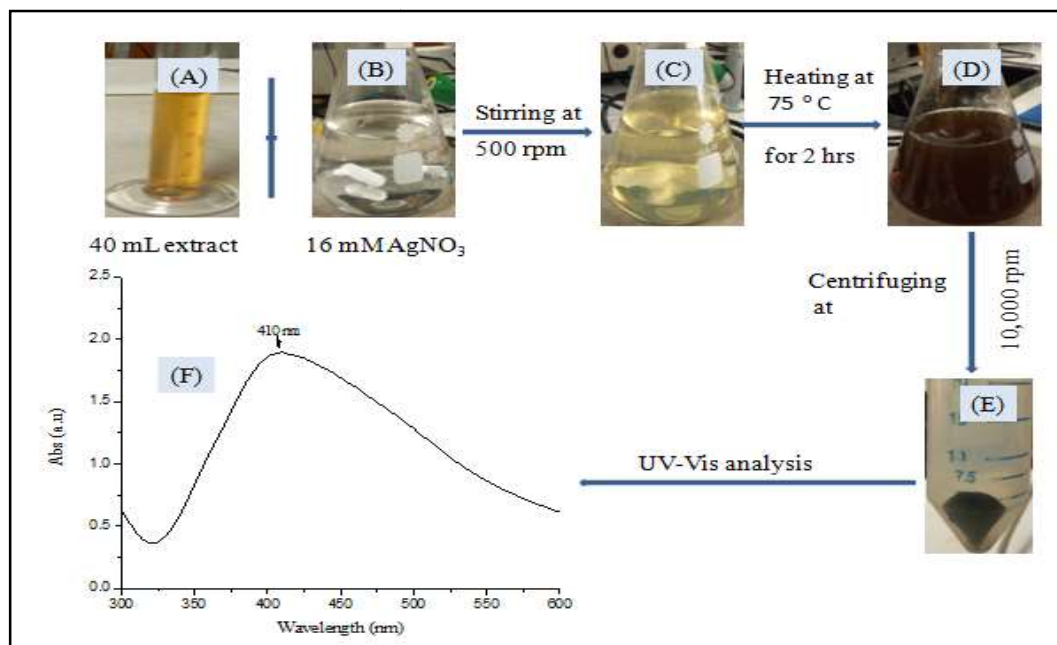 (A)
(B)
(C)
(D)
Stirring at
500 rpm
Heating at
75 ° C
for 2 hrs
40 mL extract
16 mM AgNO₃
Centrifuging
at
10,000 rpm
(E)
7.5
UV-Vis analysis
(F)
410 nm
Abs (a.u)
2.5
2.0
1.5
1.0
0.5
0.0
300 350 400 450 500 550 600
Wavelength (nm)